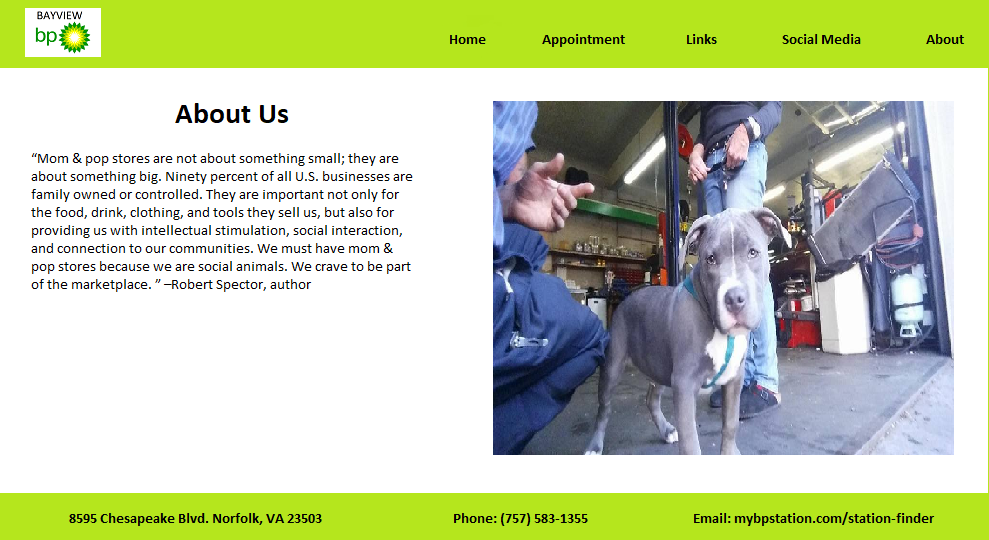 BAYVIEW
bp
Home Appointment Links Social Media About
About Us
“Mom & pop stores are not about something small; they are
about something big. Ninety percent of all U.S. businesses are
family owned or controlled. They are important not only for
the food, drink, clothing, and tools they sell us, but also for
providing us with intellectual stimulation, social interaction,
and connection to our communities. We must have mom &
pop stores because we are social animals. We crave to be part
of the marketplace. ” –Robert Spector, author
8595 Chesapeake Blvd. Norfolk, VA 23503 Phone: (757) 583-1355 Email: mybpstation.com/station-finder